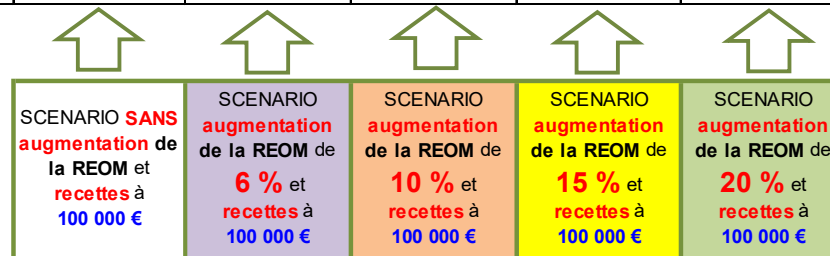 SCENARIO SANS
augmentation de
la REOM et
recettes à
100 000 €
SCENARIO
augmentation
de la REOM de
6 % et
recettes à
100 000 €
SCENARIO
augmentation
de la REOM de
10 % et
recettes à
100 000 €
SCENARIO
augmentation
de la REOM de
15 % et
recettes à
100 000 €
SCENARIO
augmentation
de la REOM de
20 % et
recettes à
100 000 €